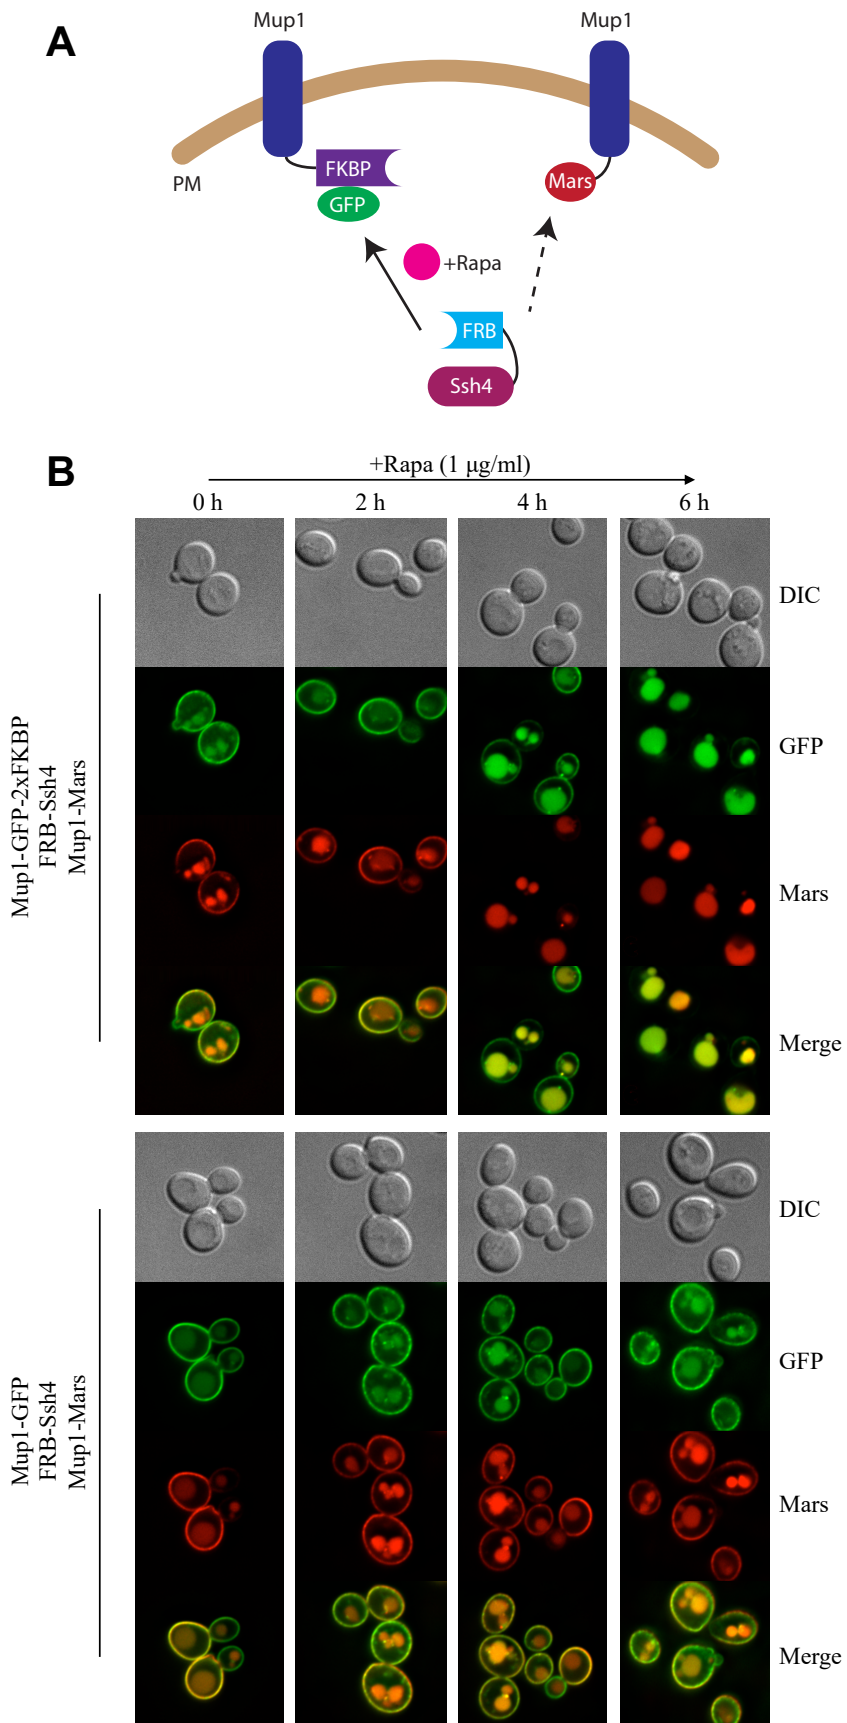 A
Mup1
Mup1
PM
FKBP
GFP
Mars
+Rapa
FRB
Ssh4
B
+Rapa (1 µg/ml)
0 h
2 h
4 h
6 h
Mup1-GFP-2xFKBP
FRB-Ssh4
Mup1-Mars
DIC
GFP
Mars
Merge
Mup1-GFP
FRB-Ssh4
Mup1-Mars
DIC
GFP
Mars
Merge